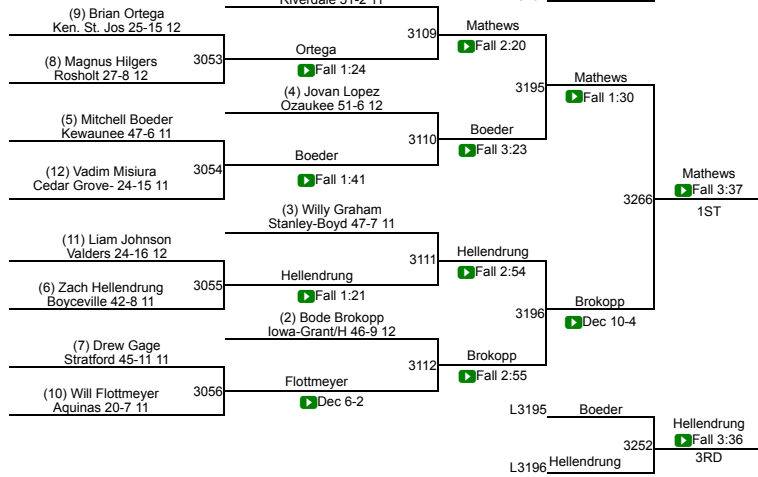 Riverdale 51-2 11
(9) Brian Ortega
Ken. St. Jos 25-15 12
3109
Mathews
Fall 2:20
(8) Magnus Hilgers
Rosholt 27-8 12
3053
Ortega
Fall 1:24
3195
Mathews
Fall 1:30
(4) Jovan Lopez
Ozaukee 51-6 12
(5) Mitchell Boeder
Kewaunee 47-6 11
3110
Boeder
Fall 3:23
(12) Vadim Misiura
Cedar Grove- 24-15 11
3054
Boeder
Fall 1:41
3266
Mathews
Fall 3:37
1ST
(3) Willy Graham
Stanley-Boyd 47-7 11
(11) Liam Johnson
Valders 24-16 12
3111
Hellendrung
Fall 2:54
(6) Zach Hellendrung
Boyceville 42-8 11
3055
Hellendrung
Fall 1:21
3196
Brokopp
Dec 10-4
(2) Bode Brokopp
Iowa-Grant/H 46-9 12
(7) Drew Gage
Stratford 45-11 11
3112
Brokopp
Fall 2:55
(10) Will Flottmeyer
Aquinas 20-7 11
3056
Flottmeyer
Dec 6-2
L3195
Boeder
3252
Hellendrung
Fall 3:36
3RD
L3196
Hellendrung